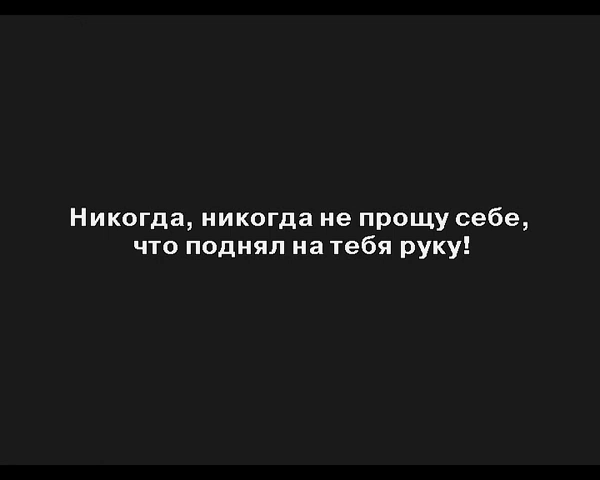 Никогда, никогда не прощу себе,
что поднял на тебя руку!